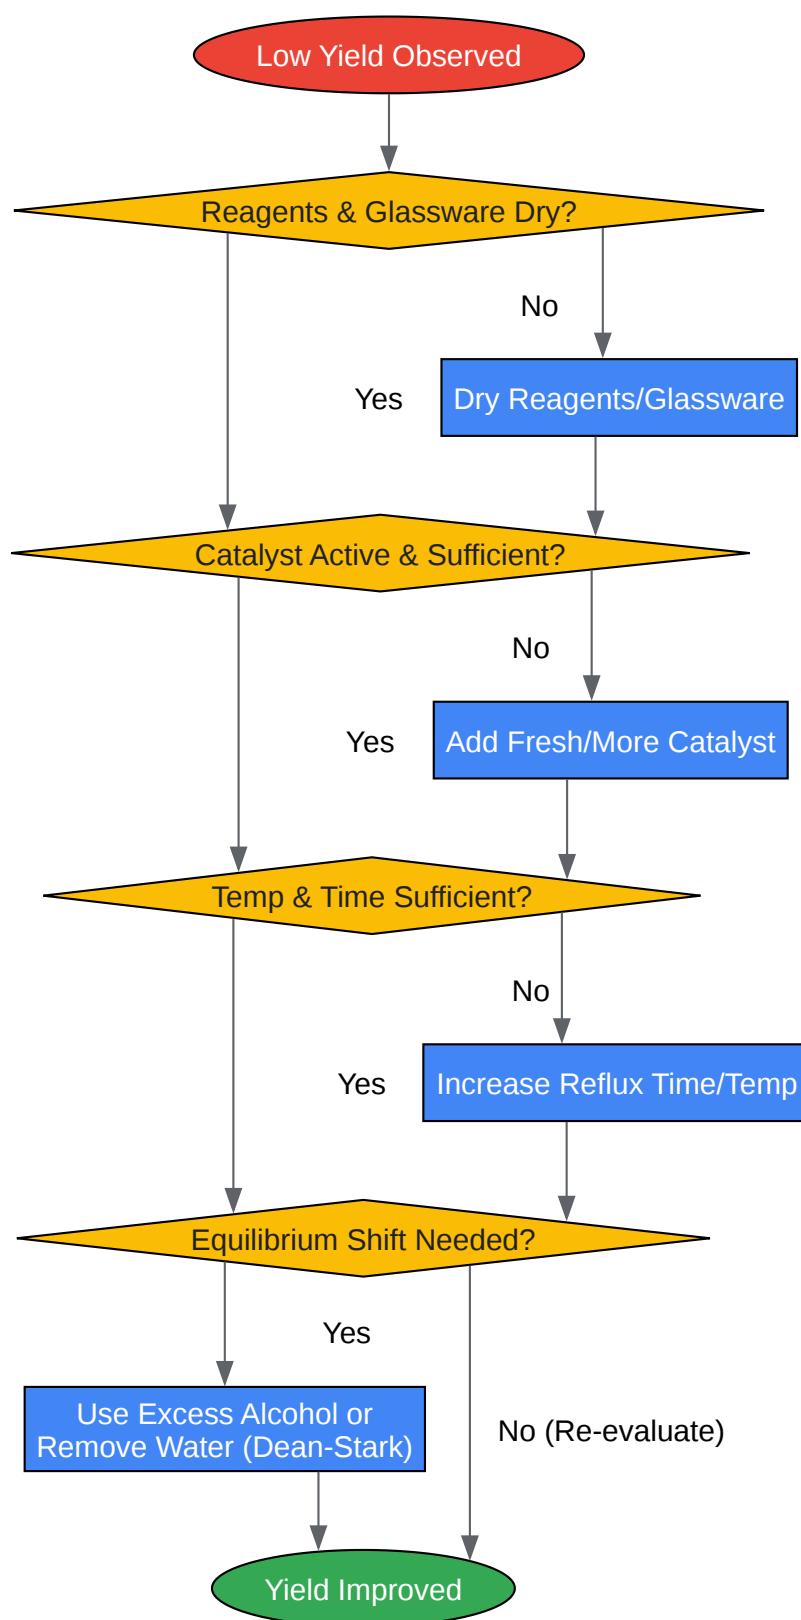 Low Yield Observed
Reagents & Glassware Dry?
No
Yes
Dry Reagents/Glassware
Catalyst Active & Sufficient?
No
Yes
Add Fresh/More Catalyst
Temp & Time Sufficient?
No
Yes
Increase Reflux Time/Temp
Equilibrium Shift Needed?
Yes
Use Excess Alcohol or
Remove Water (Dean-Stark)
No (Re-evaluate)
Yield Improved